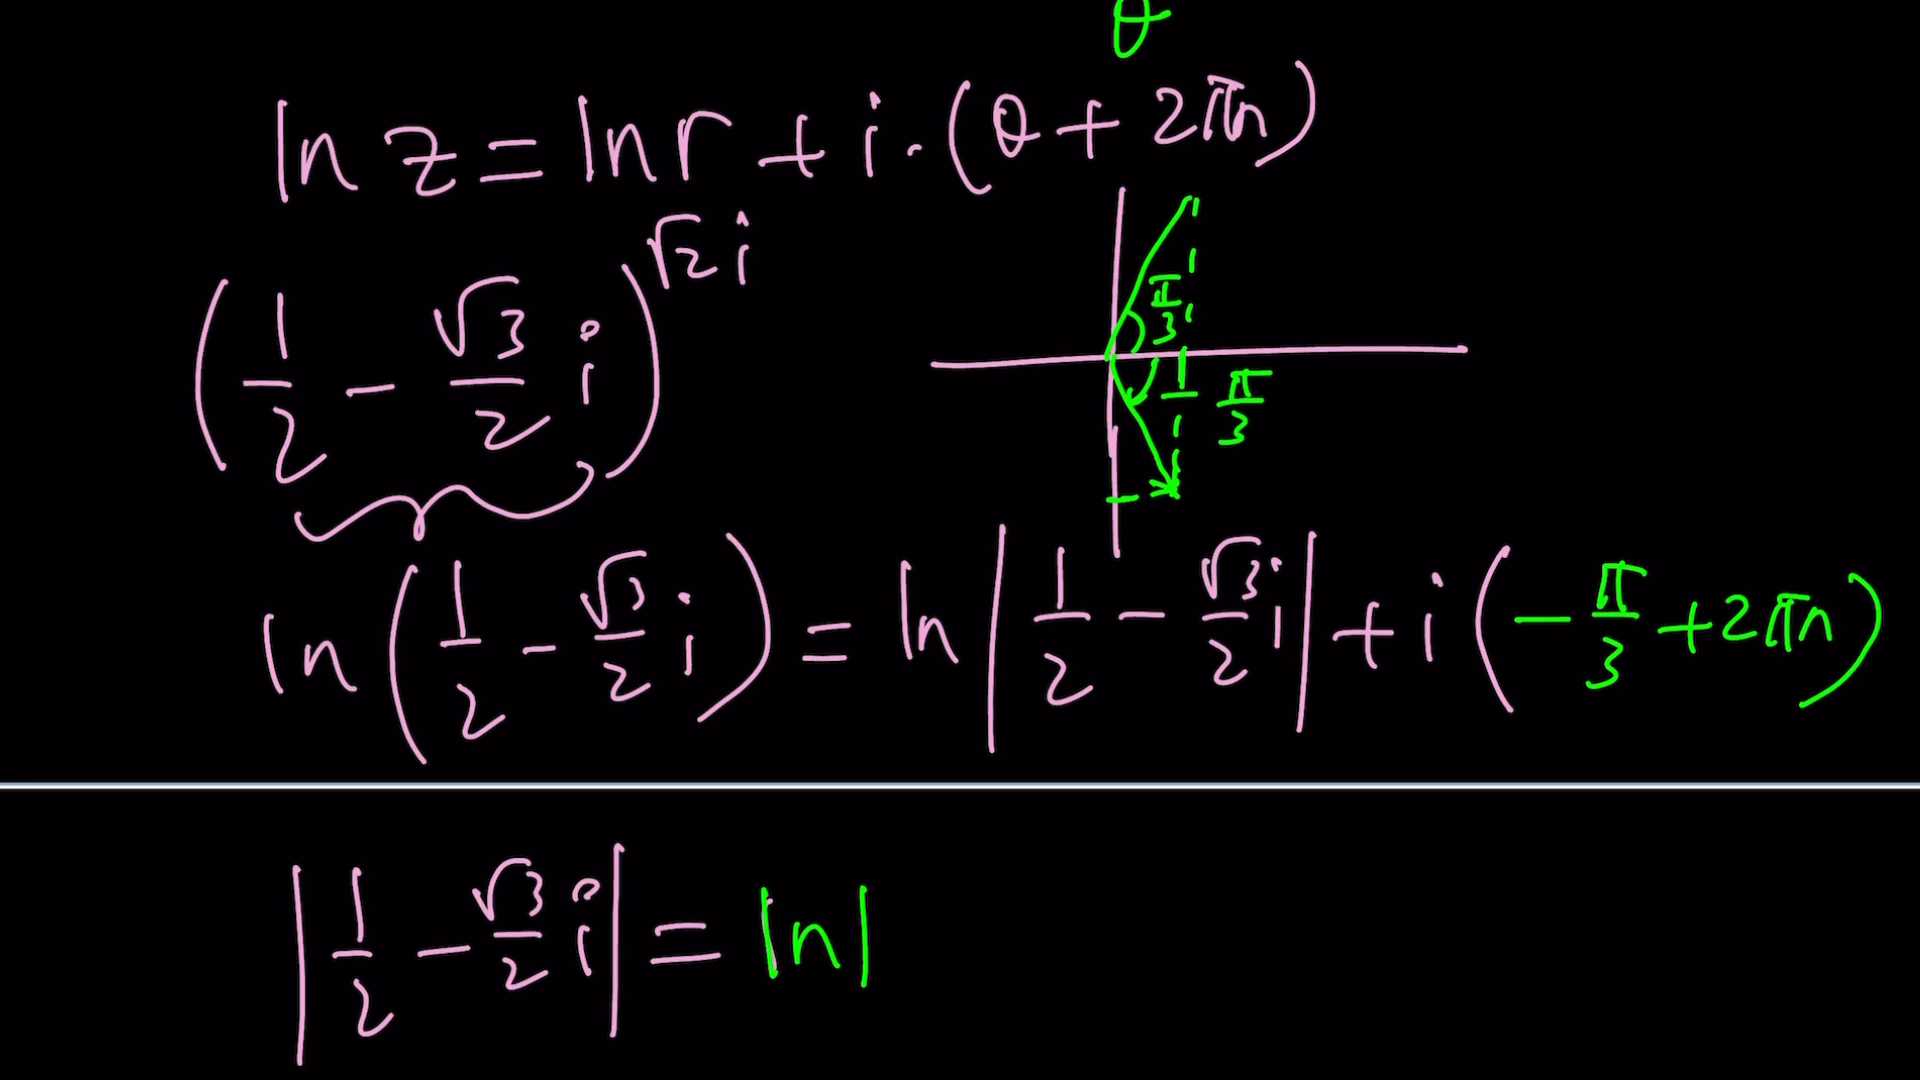 θ
ln z = ln r + i · (θ + 2πn)
(1/2 − √3/2 i)^√2 i
π/3
π/3
ln(1/2 − √3/2 i) = ln|1/2 − √3/2 i| + i(−π/3 + 2πn)
|1/2 − √3/2 i| = ln 1